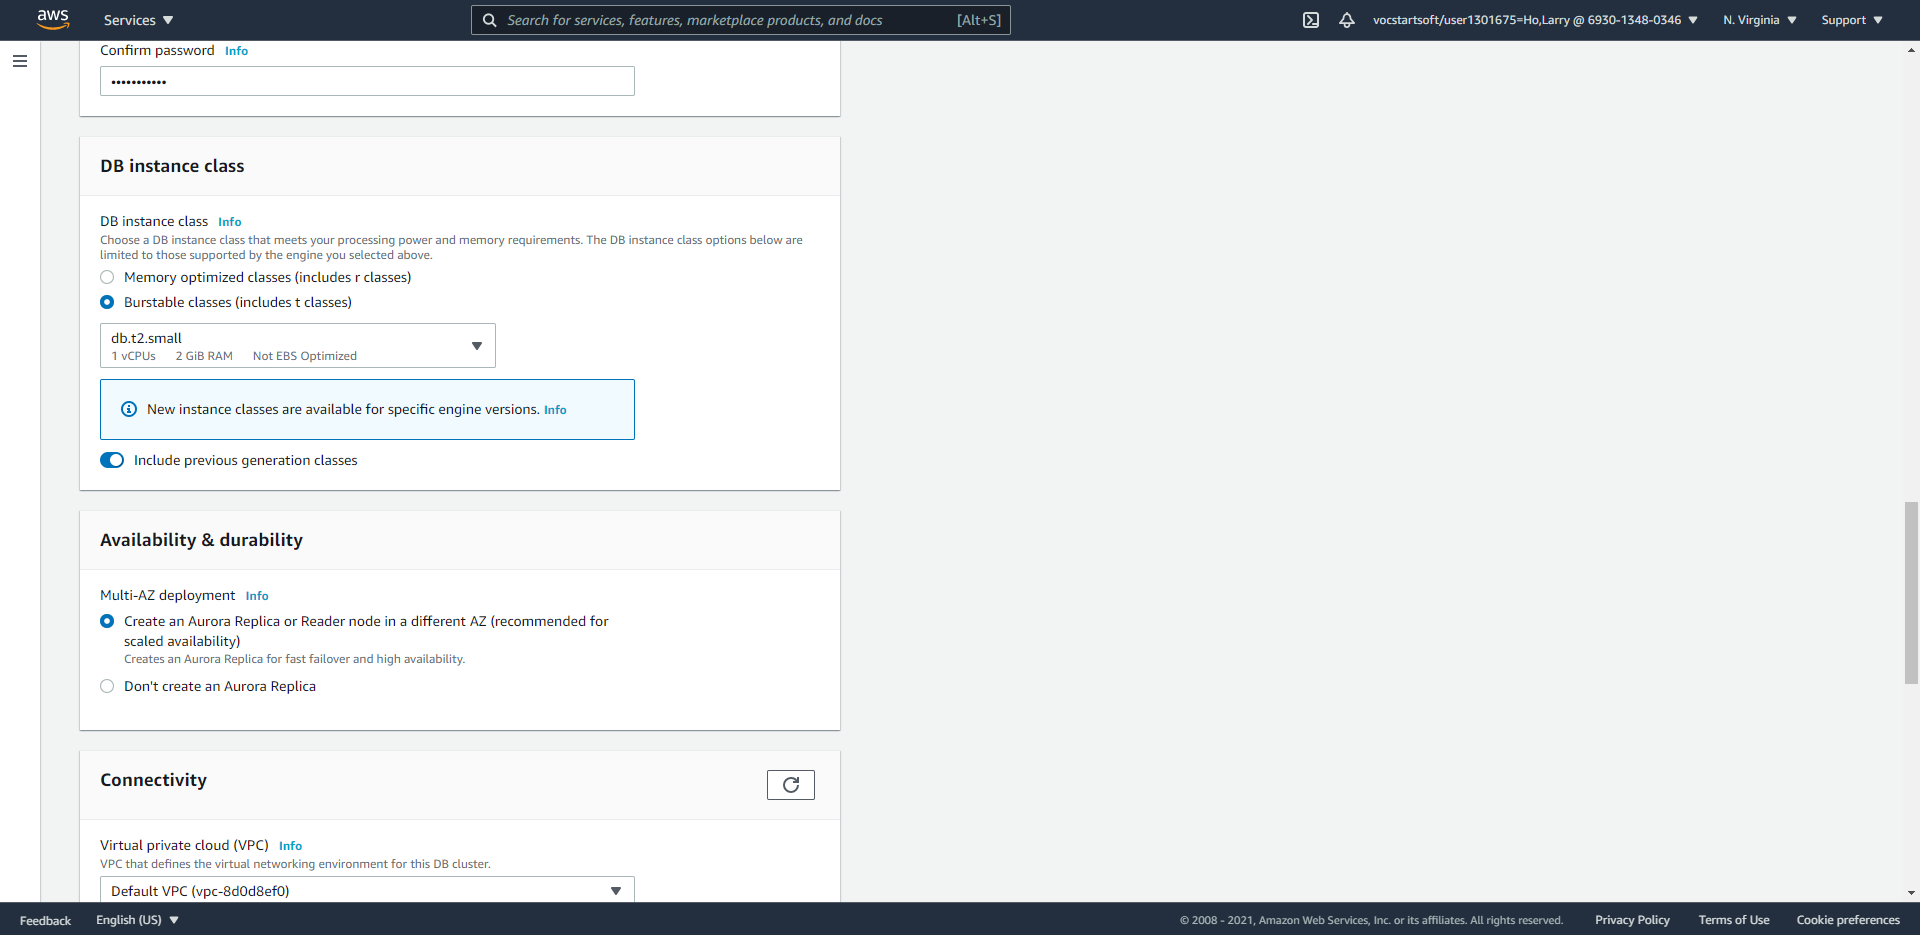 aws
Services
Search for services, features, marketplace products, and docs
[Alt+S]
vocstartsoft/user1301675=Ho,Larry @ 6930-1348-0346
N. Virginia
Support
Confirm password Info
•••••••••••
DB instance class
DB instance class Info
Choose a DB instance class that meets your processing power and memory requirements. The DB instance class options below are
limited to those supported by the engine you selected above.
Memory optimized classes (includes r classes)
Burstable classes (includes t classes)
db.t2.small
1 vCPUs 2 GiB RAM Not EBS Optimized
New instance classes are available for specific engine versions. Info
Include previous generation classes
Availability & durability
Multi-AZ deployment Info
Create an Aurora Replica or Reader node in a different AZ (recommended for
scaled availability)
Creates an Aurora Replica for fast failover and high availability.
Don't create an Aurora Replica
Connectivity
Virtual private cloud (VPC) Info
VPC that defines the virtual networking environment for this DB cluster.
Default VPC (vpc-8d0d8ef0)
Feedback
English (US)
© 2008 - 2021, Amazon Web Services, Inc. or its affiliates. All rights reserved.
Privacy Policy
Terms of Use
Cookie preferences